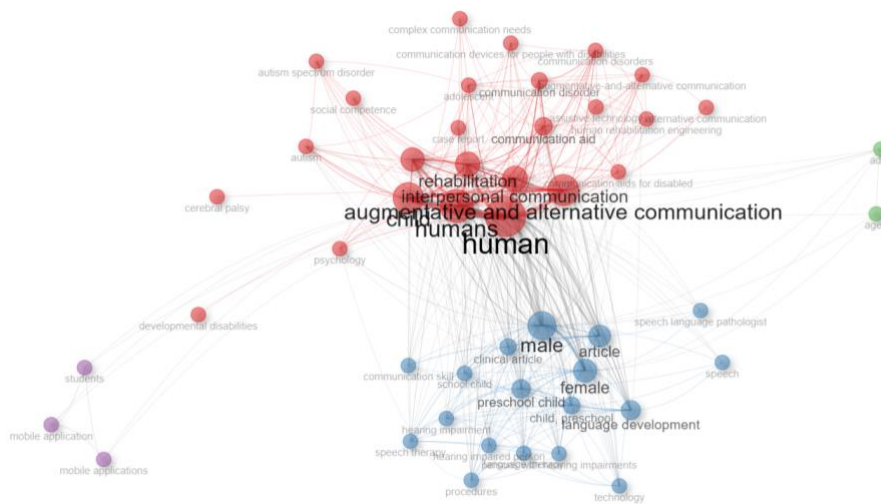 complex communication needs
communication devices for people with disabilities
communication disorders
autism spectrum disorder
augmentative-and-alternative communication
adolescent
communication disorder
social competence
assistive technology
alternative communication
human rehabilitation engineering
case report
communication aid
autism
communication aids for disabled
rehabilitation
interpersonal communication
cerebral palsy
augmentative and alternative communication
child
humans
human
psychology
developmental disabilities
speech language pathologist
male
article
clinical article
students
communication skill
school child
speech
female
preschool child
child, preschool
language development
hearing impairment
mobile application
speech therapy
hearing impaired person
language therapy
mobile applications
procedures
technology